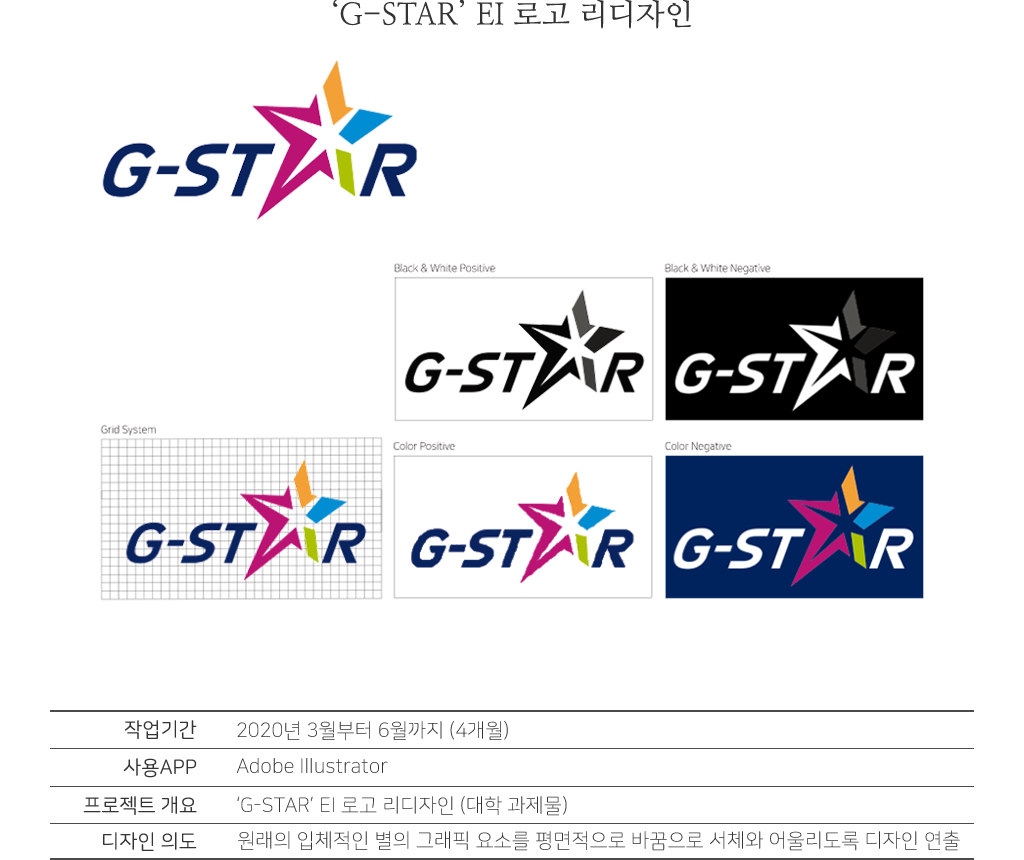 ‘G-STAR’ EI 로고 리디자인
G-STAR
Black & White Positive
G-STAR
Black & White Negative
G-STAR
Grid System
G-STAR
Color Positive
G-STAR
Color Negative
G-STAR
작업기간 2020년 3월부터 6월까지 (4개월)
사용APP Adobe Illustrator
프로젝트 개요 ‘G-STAR’ EI 로고 리디자인 (대학 과제물)
디자인 의도 원래의 입체적인 별의 그래픽 요소를 평면적으로 바꿈으로 서체와 어울리도록 디자인 연출